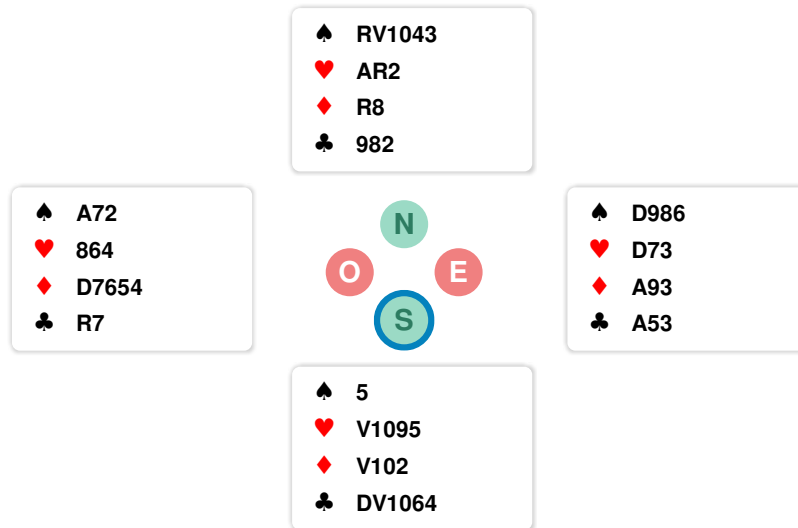 ♠ RV1043
♥ AR2
♦ R8
♣ 982
♠ A72
♥ 864
♦ D7654
♣ R7
N
O E
S
♠ D986
♥ D73
♦ A93
♣ A53
♠ 5
♥ V1095
♦ V102
♣ DV1064